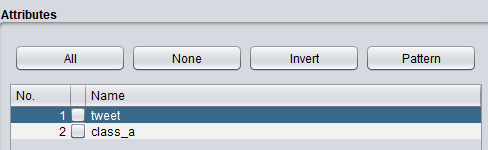 Attributes
All None Invert Pattern
No. Name
1 tweet
2 class_a